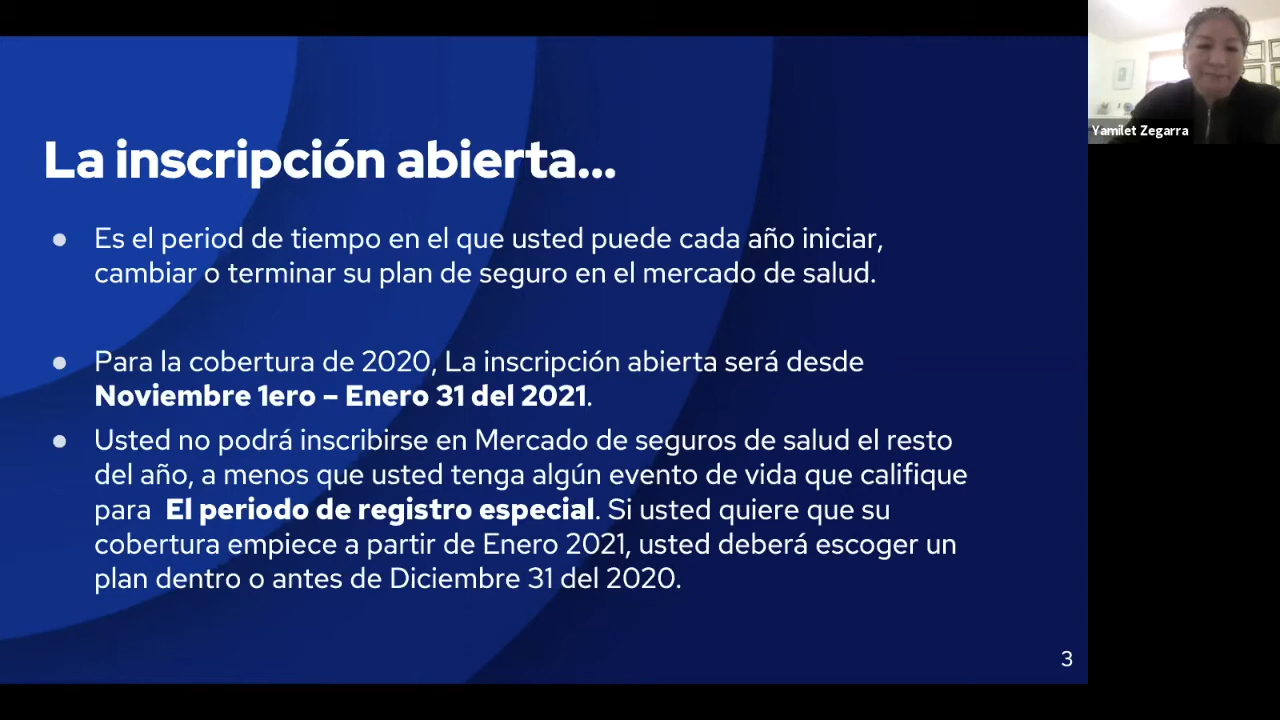 La inscripción abierta...
Es el period de tiempo en el que usted puede cada año iniciar,
cambiar o terminar su plan de seguro en el mercado de salud.
Para la cobertura de 2020, La inscripción abierta será desde
Noviembre 1ero – Enero 31 del 2021.
Usted no podrá inscribirse en Mercado de seguros de salud el resto
del año, a menos que usted tenga algún evento de vida que califique
para El periodo de registro especial. Si usted quiere que su
cobertura empiece a partir de Enero 2021, usted deberá escoger un
plan dentro o antes de Diciembre 31 del 2020.
3
Yamilet Zegarra